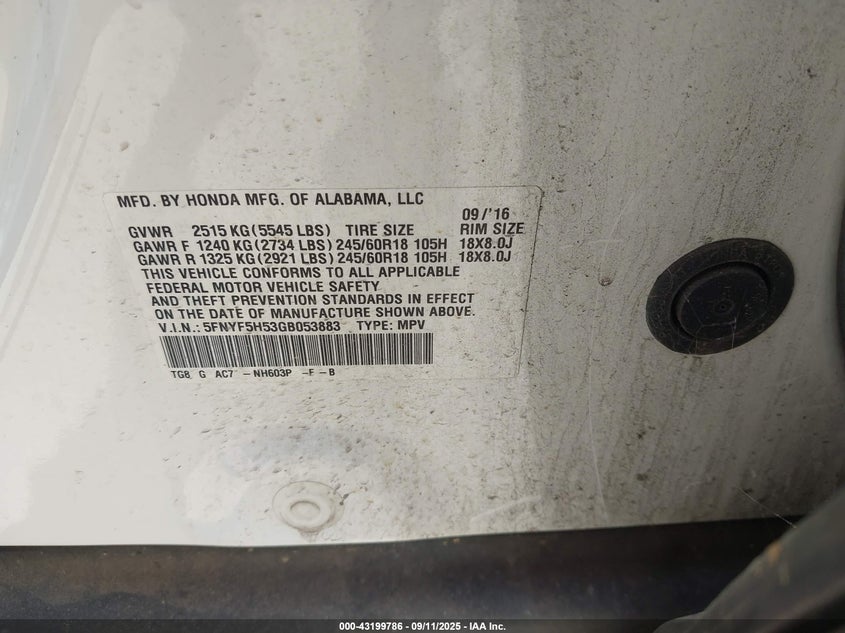 MFD. BY HONDA MFG. OF ALABAMA, LLC
09/'16
GVWR 2515 KG(5545 LBS) TIRE SIZE RIM SIZE
GAWR F 1240 KG(2734 LBS)245/60R18 105H 18X8.0J
GAWR R 1325 KG(2921 LBS)245/60R18 105H 18X8.0J
THIS VEHICLE CONFORMS TO ALL APPLICABLE
FEDERAL MOTOR VEHICLE SAFETY
AND THEFT PREVENTION STANDARDS IN EFFECT
ON THE DATE OF MANUFACTURE SHOWN ABOVE.
V.I.N.: 5FNYF5H53GB053883 TYPE: MPV
TG8 G AC7 - NH603P -F-B
000-43199786 - 09/11/2025 - IAA Inc.